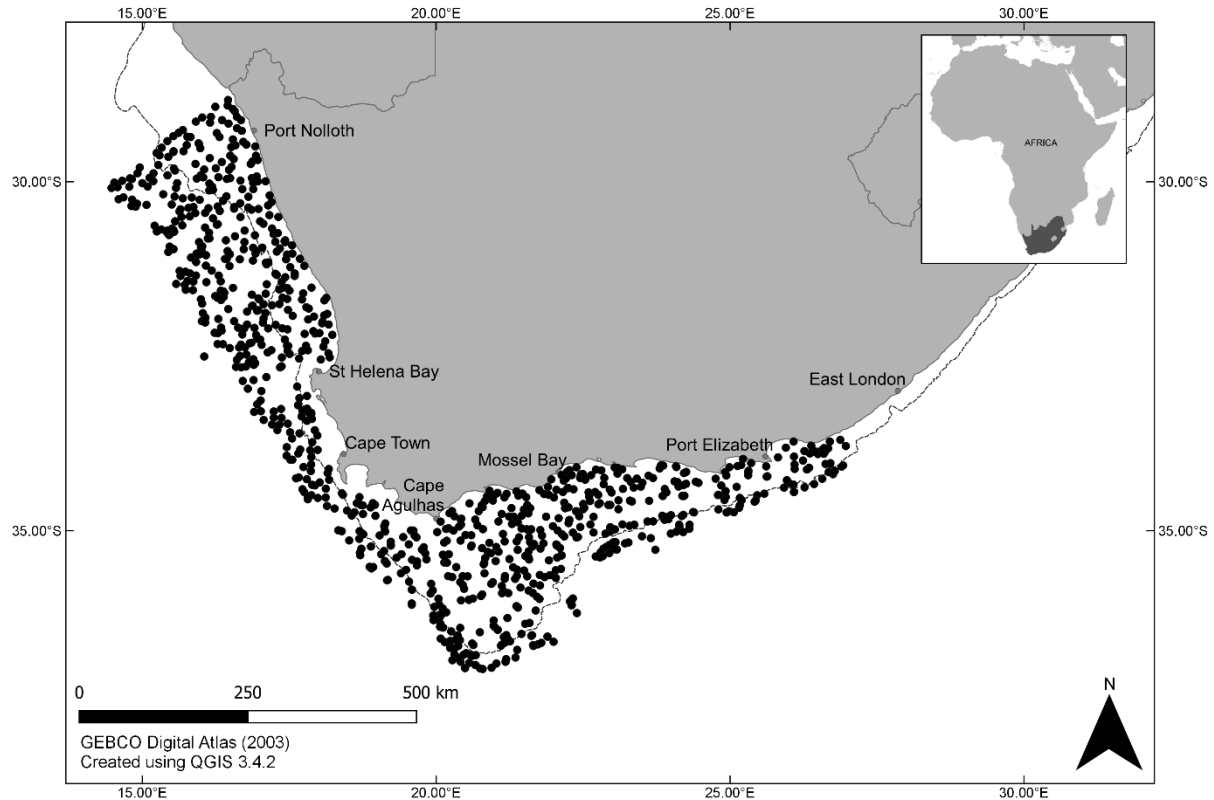 15.00°E 20.00°E 25.00°E 30.00°E
AFRICA
Port Nolloth
30.00°S 30.00°S
St Helena Bay
East London
Cape Town
Port Elizabeth
Mossel Bay
Cape
Agulhas
35.00°S 35.00°S
N
0 250 500 km
GEBCO Digital Atlas (2003)
Created using QGIS 3.4.2
15.00°E 20.00°E 25.00°E 30.00°E